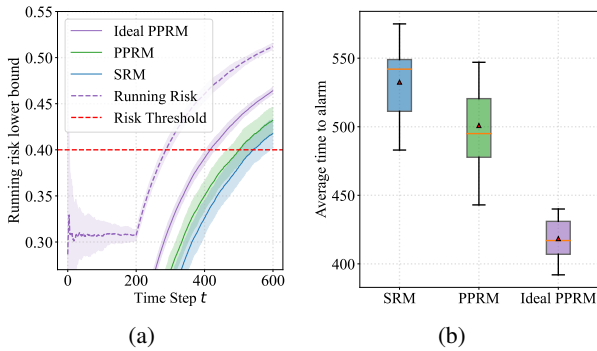 0.55
0.50
0.45
0.40
0.35
0.30
Running risk lower bound
Ideal PPRM
PPRM
SRM
Running Risk
Risk Threshold
0
200
400
600
Time Step t
(a)
550
500
450
400
Average time to alarm
SRM
PPRM
Ideal PPRM
(b)